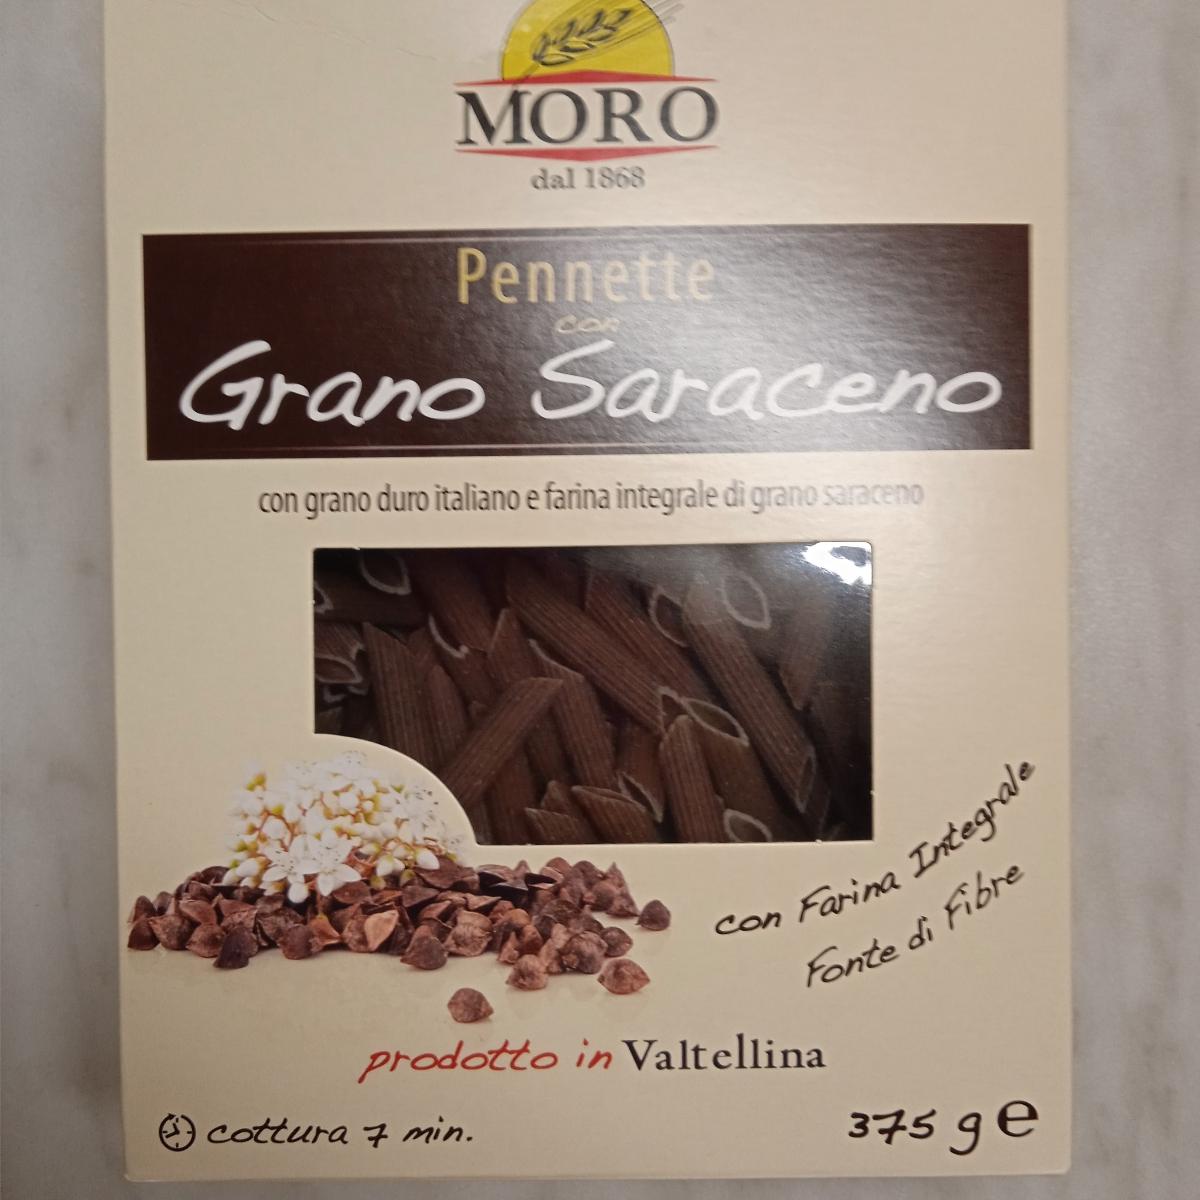 MORO
dal 1868
Pennette
con
Grano Saraceno
con grano duro italiano e farina integrale di grano saraceno
con Farina Integrale
Fonte di Fibre
prodotto in Valtellina
cottura 7 min.
375 g e